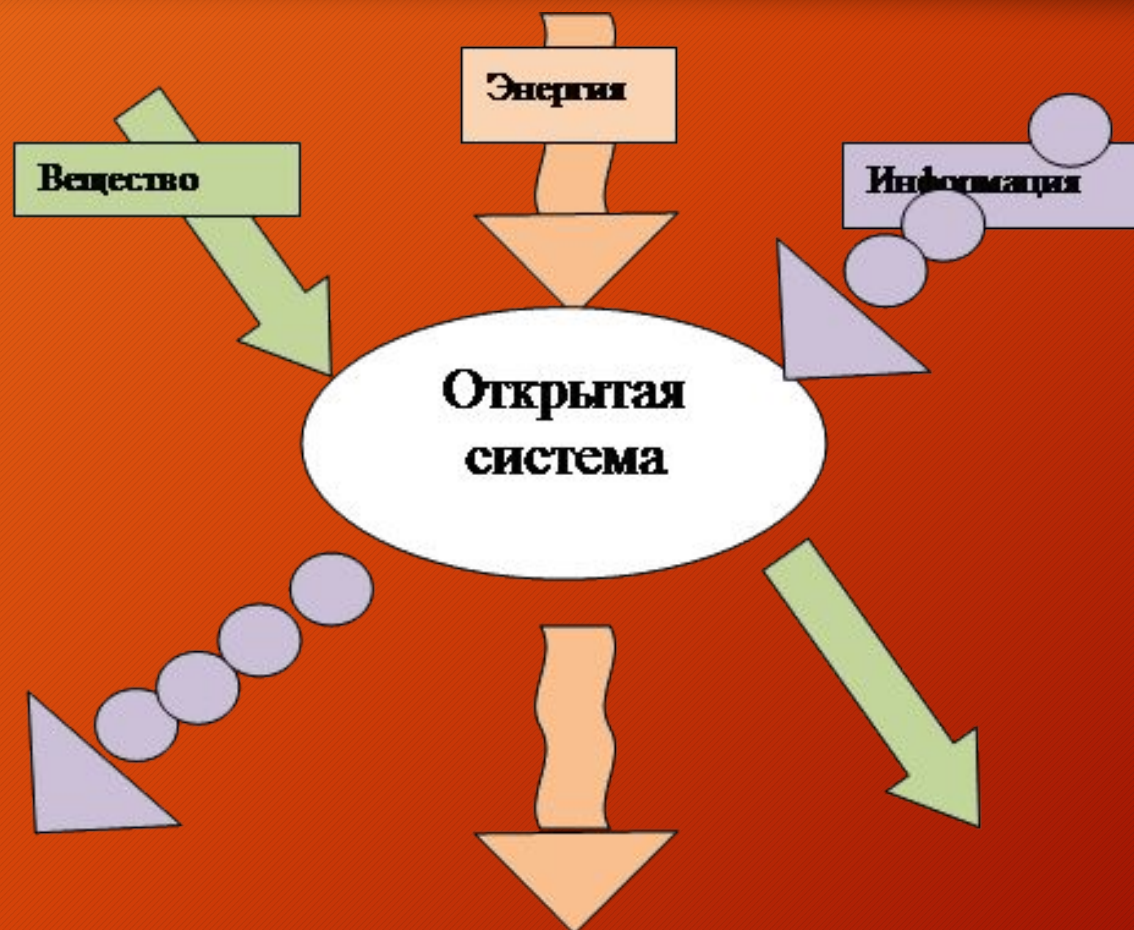 Энергия
Вещество
Информация
Открытая
система